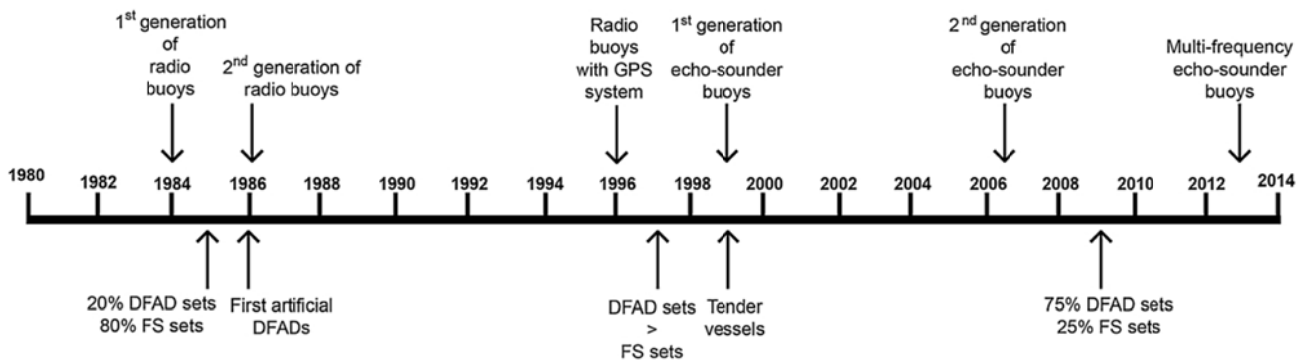 1st generation
of
radio
buoys
2nd generation of
radio buoys
Radio
buoys
with GPS
system
1st generation
of
echo-sounder
buoys
2nd generation
of
echo-sounder
buoys
Multi-frequency
echo-sounder
buoys
1980 1982 1984 1986 1988 1990 1992 1994 1996 1998 2000 2002 2004 2006 2008 2010 2012 2014
20% DFAD sets
80% FS sets
First artificial
DFADs
DFAD sets
>
FS sets
Tender
vessels
75% DFAD sets
25% FS sets